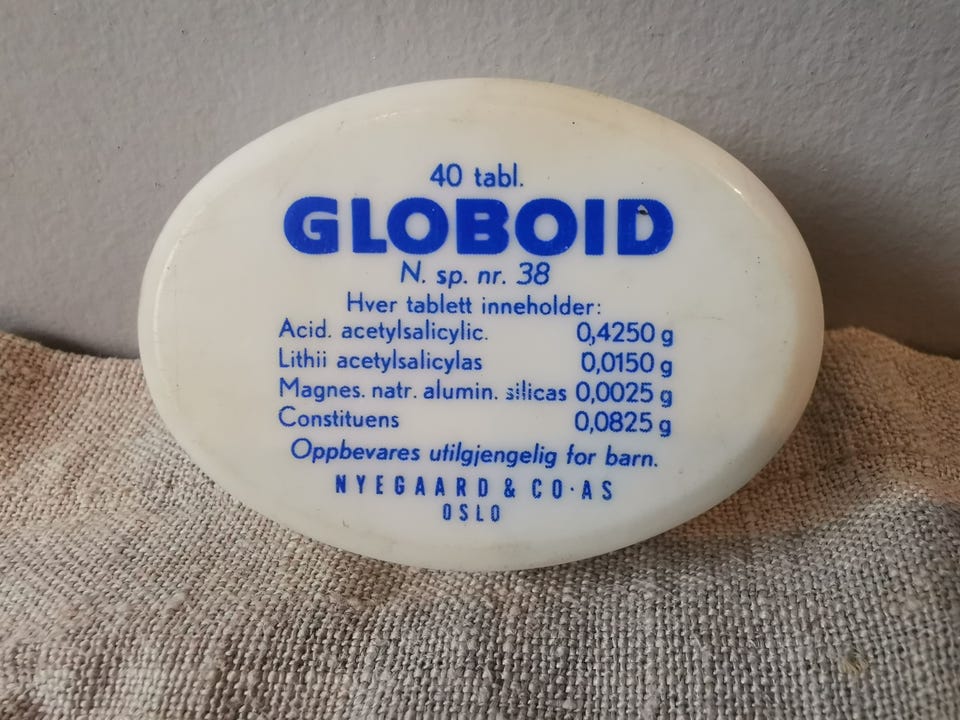 40 tabl.
GLOBOID
N. sp. nr. 38
Hver tablett inneholder:
Acid. acetylsalicylic. 0,4250 g
Lithii acetylsalicylas 0,0150 g
Magnes. natr. alumin. silicas 0,0025 g
Constituens 0,0825 g
Oppbevares utilgjengelig for barn.
NYEGAARD & CO·AS
OSLO